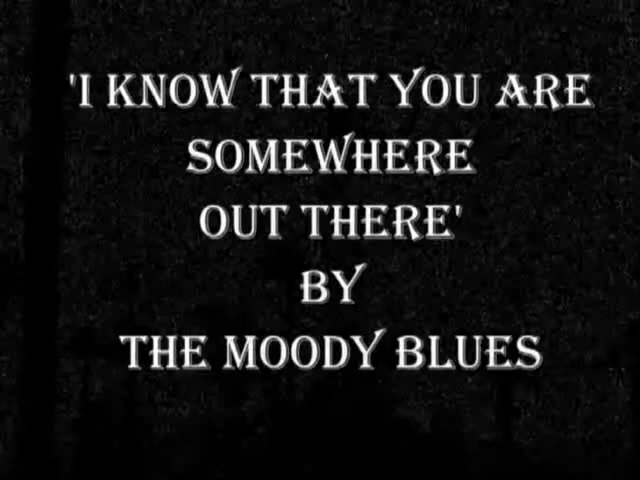 'I KNOW THAT YOU ARE
SOMEWHERE
OUT THERE'
BY
THE MOODY BLUES